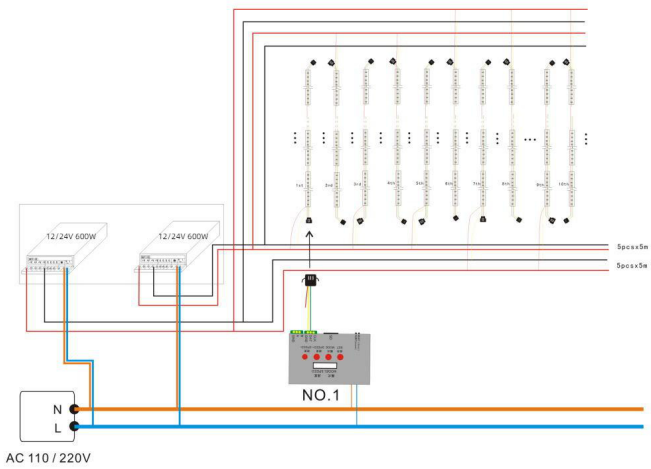 1st
2nd
3rd
4th
5th
6th
7th
8th
9th
10th
12/24V 600W
12/24V 600W
5pcsx5m
5pcsx5m
NO.1
N
L
AC 110 / 220V